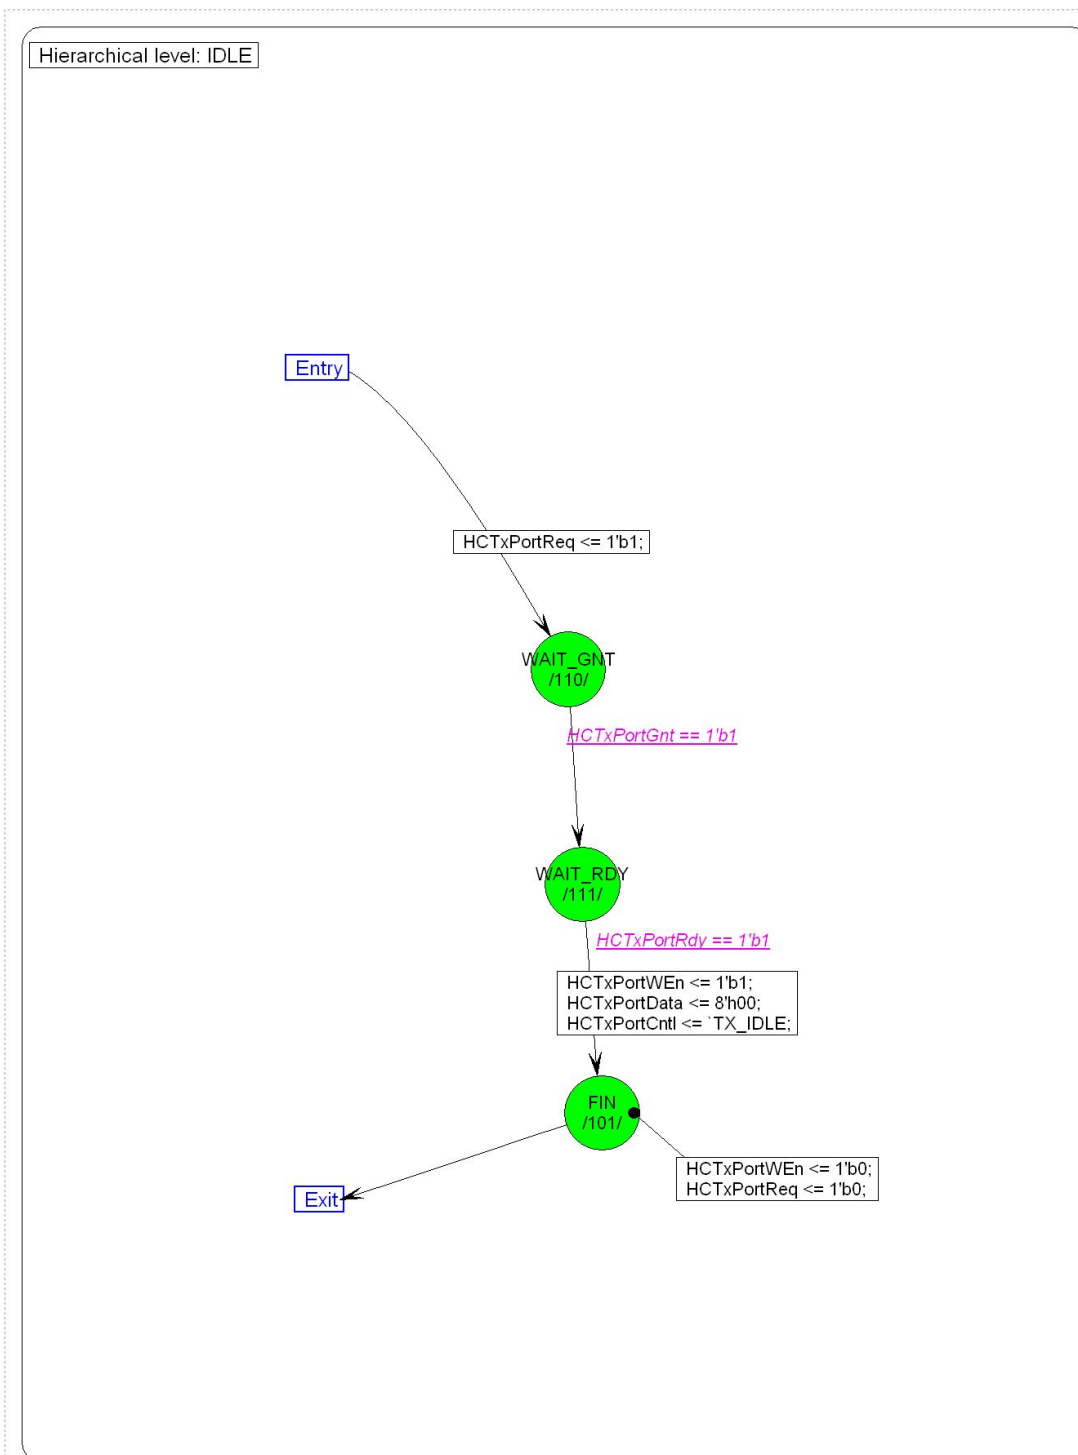 Hierarchical level: IDLE
Entry
HCTxPortReq <= 1'b1;
WAIT_GNT
/110/
HCTxPortGnt == 1'b1
WAIT_RDY
/111/
HCTxPortRdy == 1'b1
HCTxPortWEn <= 1'b1;
HCTxPortData <= 8'h00;
HCTxPortCntl <= `TX_IDLE;
FIN
/101/
HCTxPortWEn <= 1'b0;
HCTxPortReq <= 1'b0;
Exit